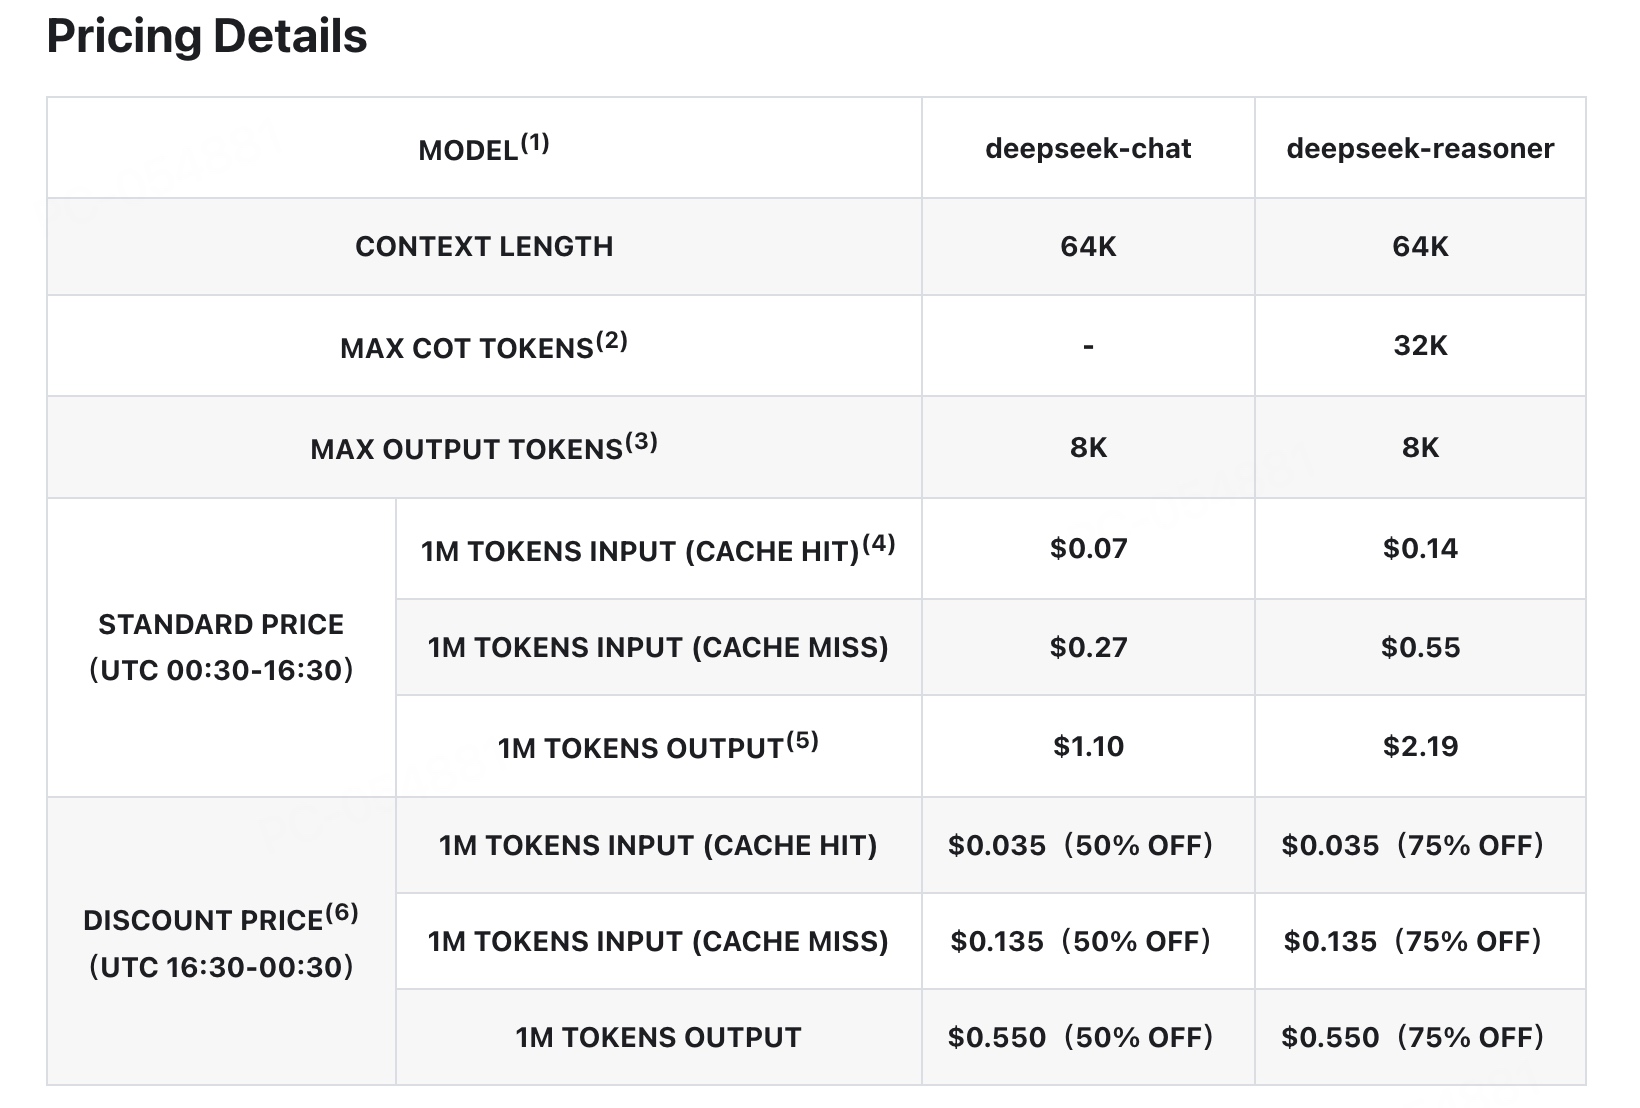 Pricing Details
MODEL(1) deepseek-chat deepseek-reasoner
CONTEXT LENGTH 64K 64K
MAX COT TOKENS(2) - 32K
MAX OUTPUT TOKENS(3) 8K 8K
STANDARD PRICE
(UTC 00:30-16:30)
1M TOKENS INPUT (CACHE HIT)(4) $0.07 $0.14
1M TOKENS INPUT (CACHE MISS) $0.27 $0.55
1M TOKENS OUTPUT(5) $1.10 $2.19
DISCOUNT PRICE(6)
(UTC 16:30-00:30)
1M TOKENS INPUT (CACHE HIT) $0.035（50% OFF） $0.035（75% OFF）
1M TOKENS INPUT (CACHE MISS) $0.135（50% OFF） $0.135（75% OFF）
1M TOKENS OUTPUT $0.550（50% OFF） $0.550（75% OFF）